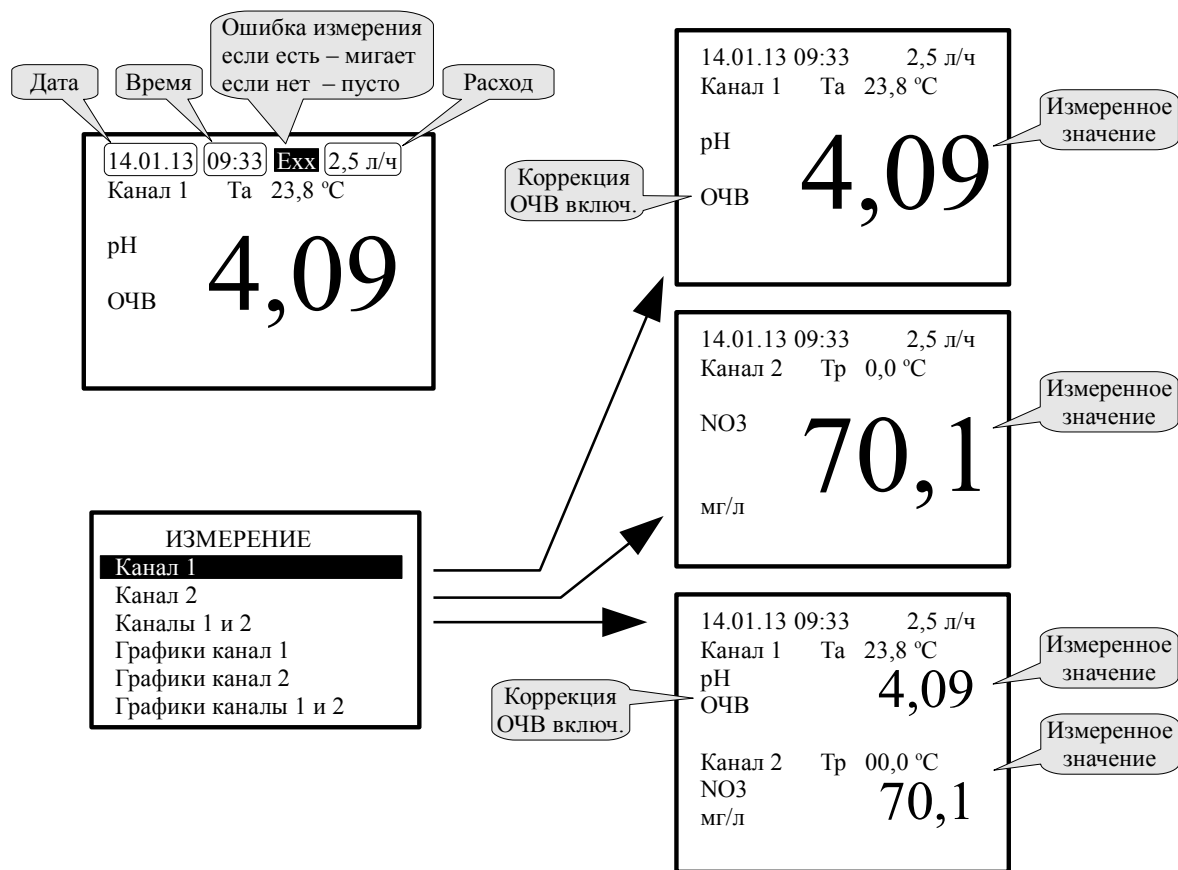 Ошибка измерения
если есть – мигает
если нет – пусто
Дата
Время
Расход
14.01.13 09:33 Exx 2,5 л/ч
Канал 1 Та 23,8 ºC
pH
4,09
ОЧВ
ИЗМЕРЕНИЕ
Канал 1
Канал 2
Каналы 1 и 2
Графики канал 1
Графики канал 2
Графики каналы 1 и 2
14.01.13 09:33 2,5 л/ч
Канал 1 Та 23,8 ºC
pH
4,09
ОЧВ
Коррекция
ОЧВ включ.
Измеренное
значение
14.01.13 09:33 2,5 л/ч
Канал 2 Тр 0,0 ºC
NO3
70,1
мг/л
Измеренное
значение
14.01.13 09:33 2,5 л/ч
Канал 1 Та 23,8 ºC
pH
4,09
ОЧВ
Коррекция
ОЧВ включ.
Измеренное
значение
Канал 2 Тр 00,0 ºC
NO3
70,1
мг/л
Измеренное
значение